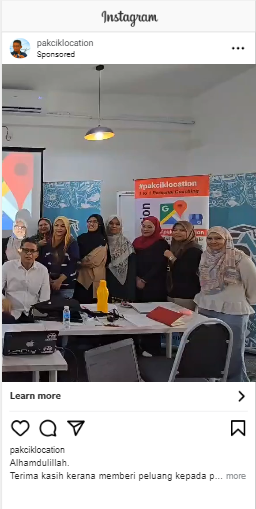 Instagram
pakciklocation
Sponsored
#pakciklocation
Learn more
pakciklocation
Alhamdulillah.
Terima kasih kerana memberi peluang kepada p... more